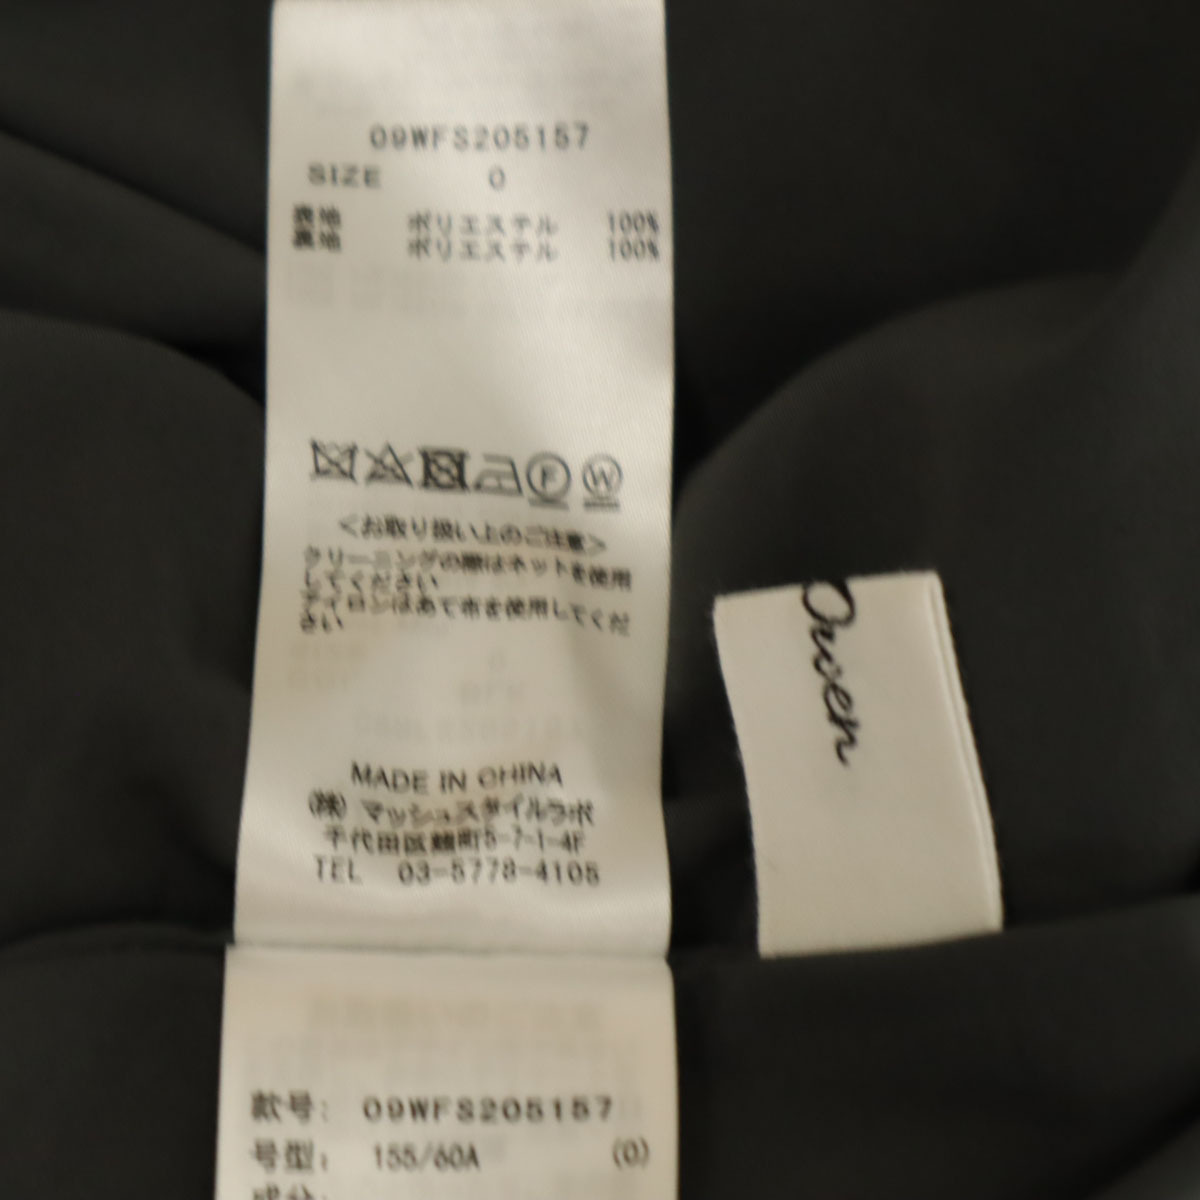 09WFS205157
SIZE 0
表地 ポリエステル 100%
裏地 ポリエステル 100%
F W
<お取り扱い上のご注意>
クリーニングの際はネットを使用
してください
アイロンはあて布を使用してくだ
さい
MADE IN CHINA
(株) マッシュスタイルラボ
千代田区麹町5-7-1-4F
TEL 03-5778-4105
Owen
款号: 09WFS205157
号型: 155/60A (0)
成分: